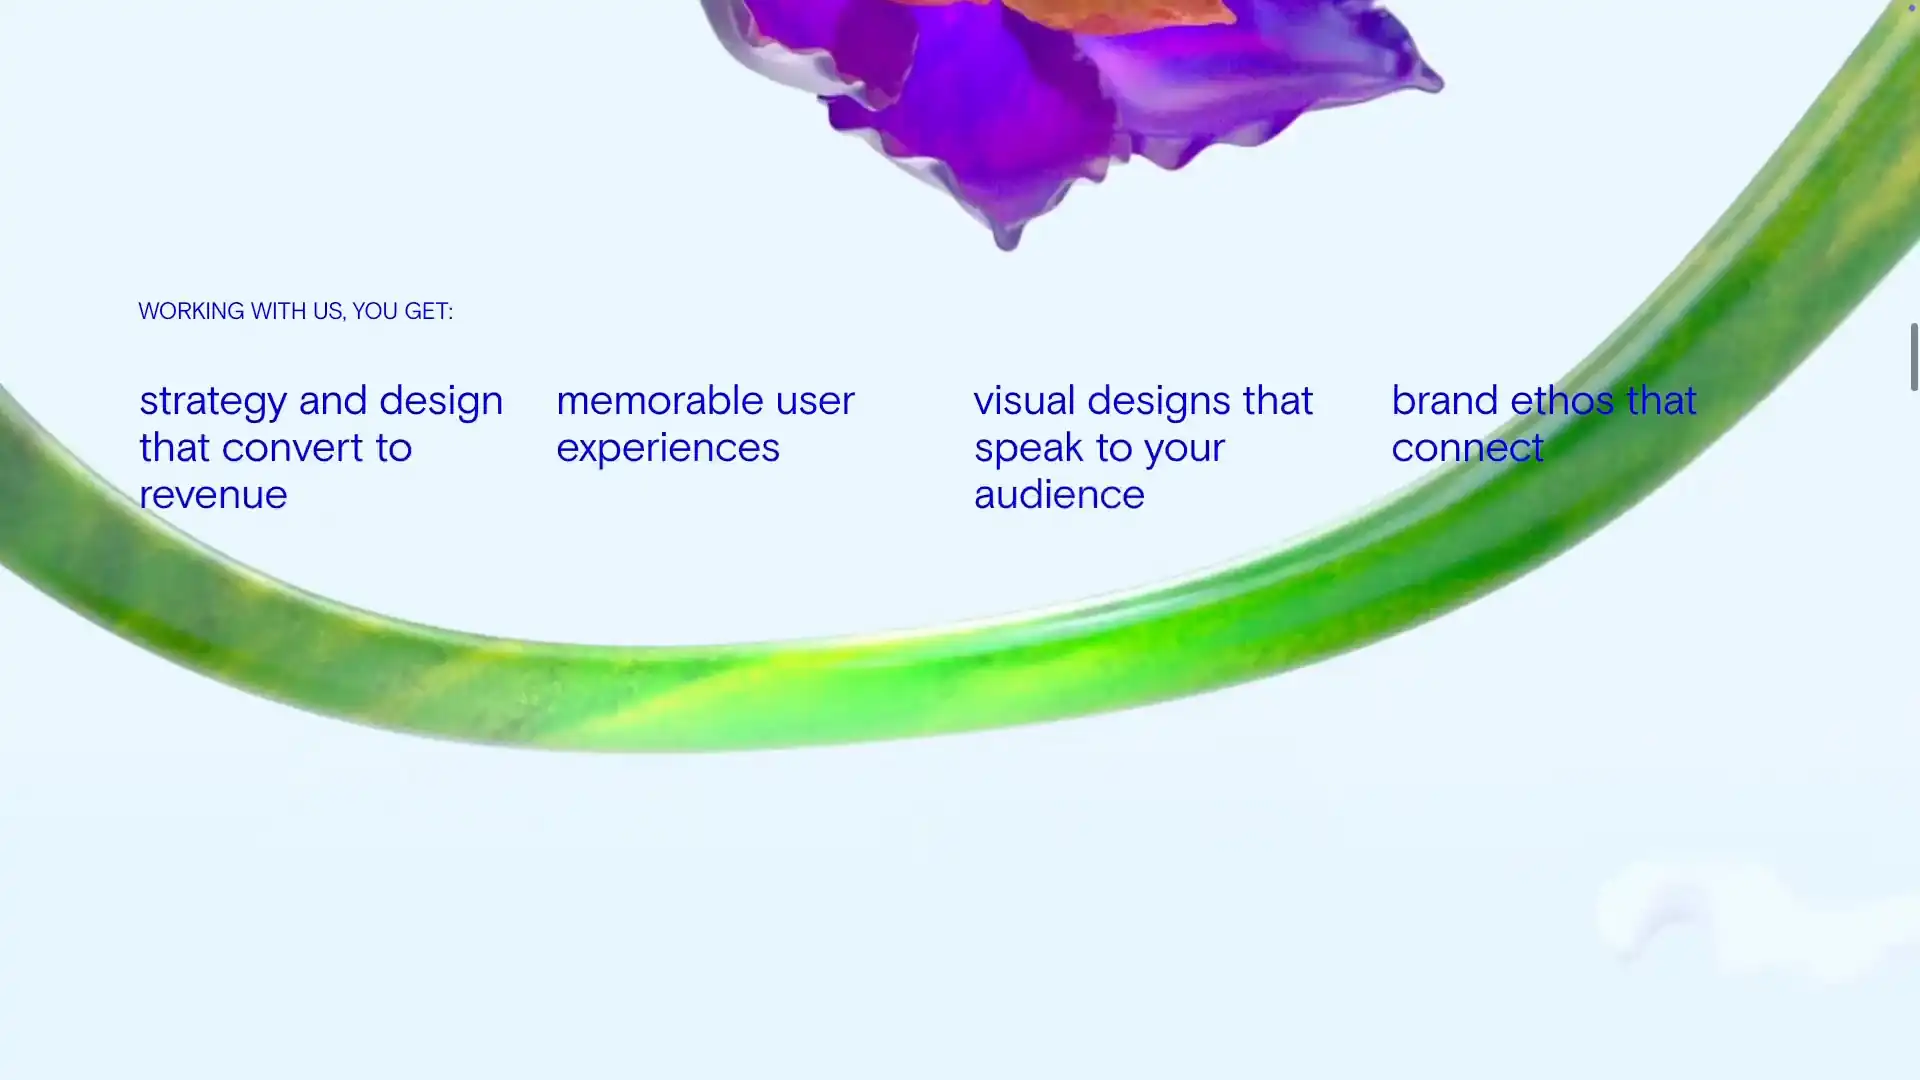 WORKING WITH US, YOU GET:
strategy and design
that convert to
revenue
memorable user
experiences
visual designs that
speak to your
audience
brand ethos that
connect